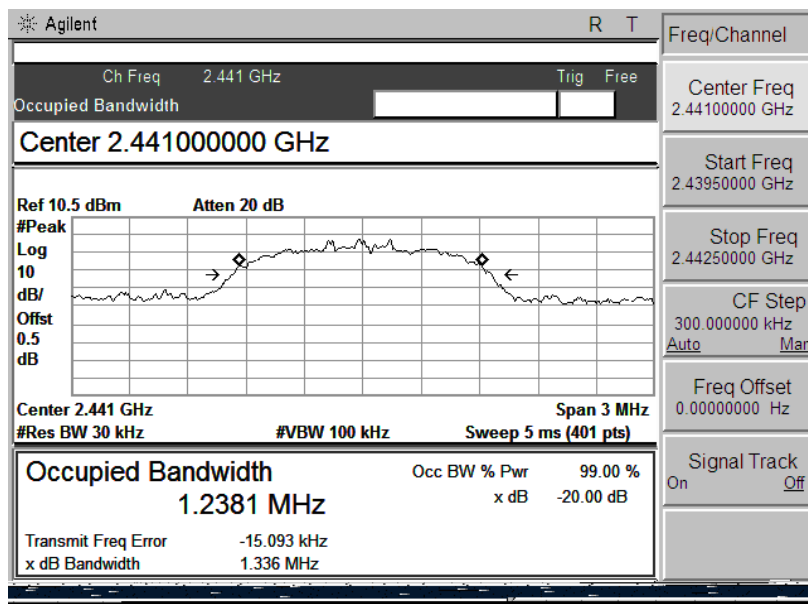 Agilent R T
Freq/Channel
Ch Freq 2.441 GHz Trig Free
Occupied Bandwidth
Center 2.441000000 GHz
Ref 10.5 dBm Atten 20 dB
#Peak
Log
10
dB/
Offst
0.5
dB
Center 2.441 GHz Span 3 MHz
#Res BW 30 kHz #VBW 100 kHz Sweep 5 ms (401 pts)
Occupied Bandwidth Occ BW % Pwr 99.00 %
1.2381 MHz x dB -20.00 dB
Transmit Freq Error -15.093 kHz
x dB Bandwidth 1.336 MHz
Center Freq
2.44100000 GHz
Start Freq
2.43950000 GHz
Stop Freq
2.44250000 GHz
CF Step
300.000000 kHz
Auto Man
Freq Offset
0.00000000 Hz
Signal Track
On Off